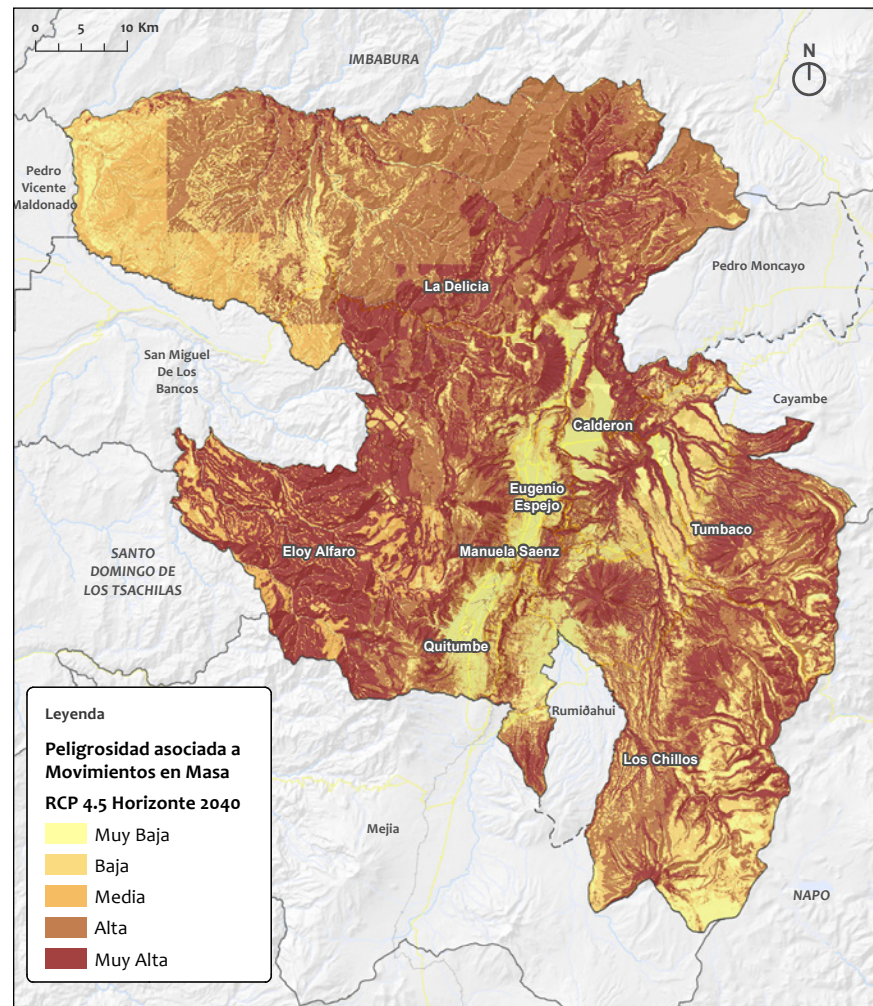 0 5 10 Km
N
IMBABURA
Pedro
Vicente
Maldonado
Pedro Moncayo
La Delicia
San Miguel
De Los
Bancos
Cayambe
Calderon
Eugenio
Espejo
Tumbaco
SANTO
DOMINGO DE
LOS TSACHILAS
Eloy Alfaro
Manuela Saenz
Quitumbe
Rumiðahui
Los Chillos
Mejia
NAPO
Leyenda
Peligrosidad asociada a
Movimientos en Masa
RCP 4.5 Horizonte 2040
Muy Baja
Baja
Media
Alta
Muy Alta